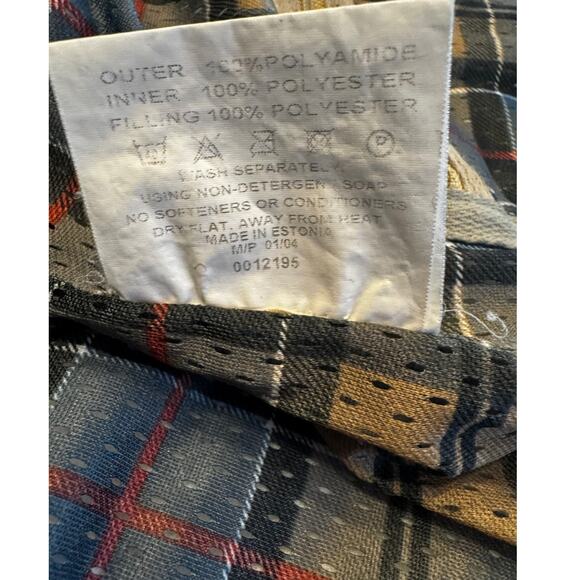 OUTER 100% POLYAMIDE
INNER 100% POLYESTER
FILLING 100% POLYESTER
WASH SEPARATELY.
USING NON-DETERGENT SOAP
NO SOFTENERS OR CONDITIONERS
DRY FLAT. AWAY FROM HEAT
MADE IN ESTONIA
M/P 01/04
0012195